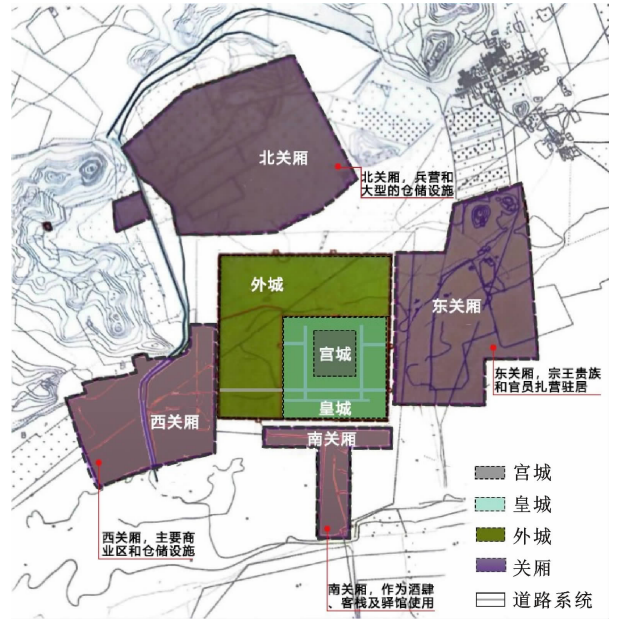 北关厢
北关厢，兵营和
大型的仓储设施
外城
东关厢
宫城
东关厢，宗王贵族
和官员扎营驻居
皇城
西关厢
南关厢
西关厢，主要商
业区和仓储设施
南关厢，作为酒肆
、客栈及驿馆使用
宫城
皇城
外城
关厢
道路系统